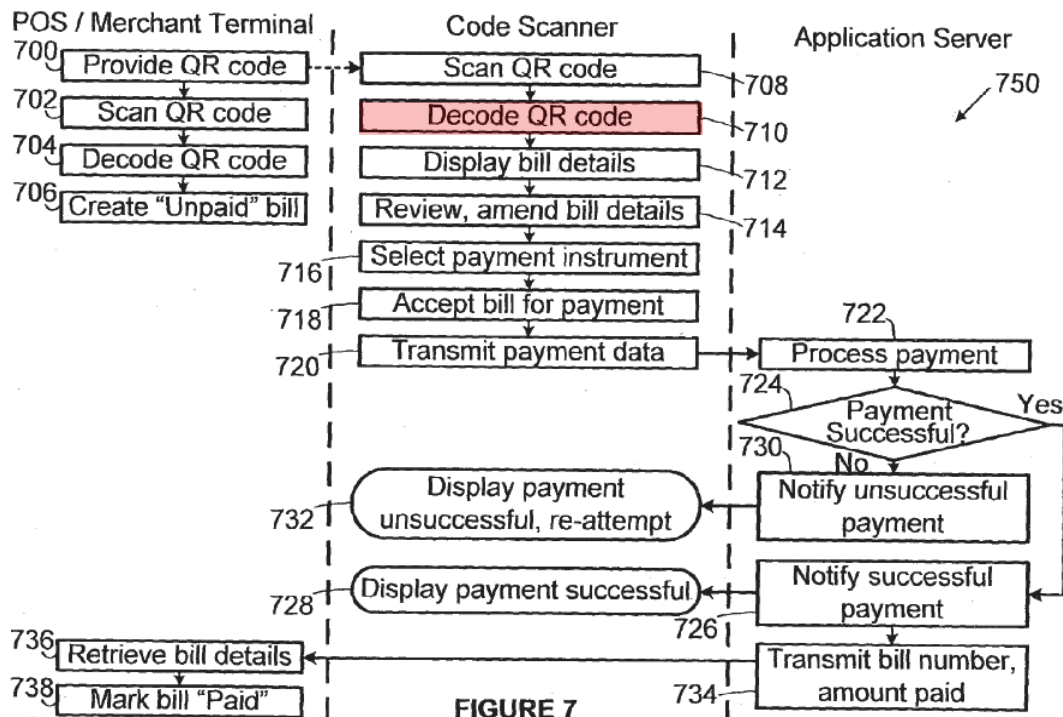 POS / Merchant Terminal
Code Scanner
Application Server
700
Provide QR code
Scan QR code
708
750
702
Scan QR code
Decode QR code
710
704
Decode QR code
Display bill details
712
706
Create “Unpaid” bill
Review, amend bill details
714
716
Select payment instrument
718
Accept bill for payment
722
720
Transmit payment data
Process payment
724
Payment
Successful?
Yes
730
No
732
Display payment
unsuccessful, re-attempt
Notify unsuccessful
payment
728
Display payment successful
Notify successful
payment
726
736
Retrieve bill details
Transmit bill number,
amount paid
734
738
Mark bill “Paid”
FIGURE 7